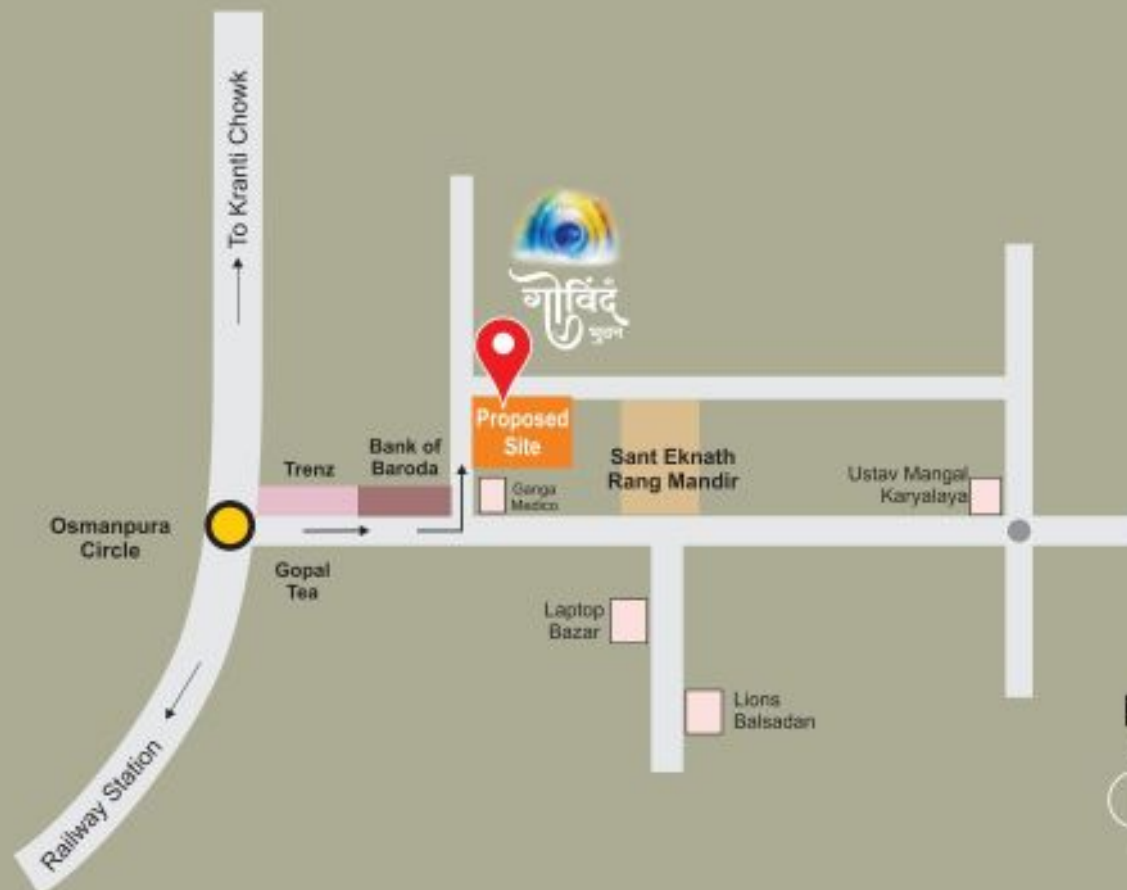 To Kranti Chowk
गोविंद
भुवन
Proposed
Site
Bank of
Baroda
Trenz
Sant Eknath
Rang Mandir
Ganga
Medico
Ustav Mangal
Karyalaya
Osmanpura
Circle
Gopal
Tea
Laptop
Bazar
Lions
Balsadan
Railway Station